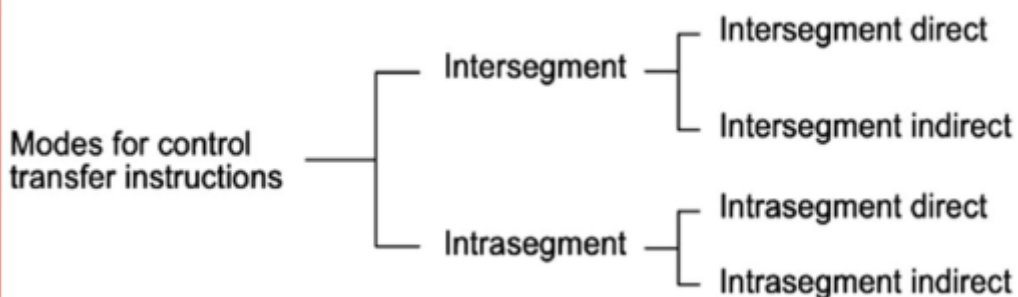 Modes for control
transfer instructions
Intersegment
Intersegment direct
Intersegment indirect
Intrasegment
Intrasegment direct
Intrasegment indirect